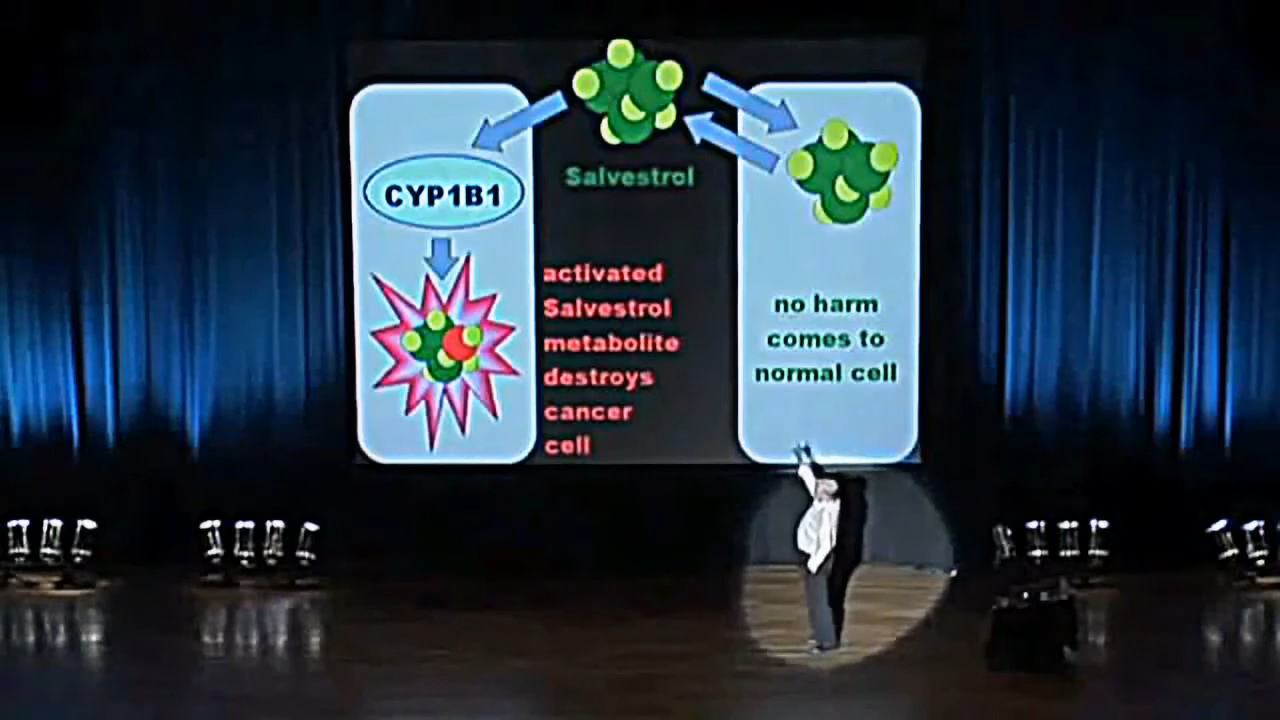 Salvestrol
CYP1B1
activated
Salvestrol
metabolite
destroys
cancer
cell
no harm
comes to
normal cell